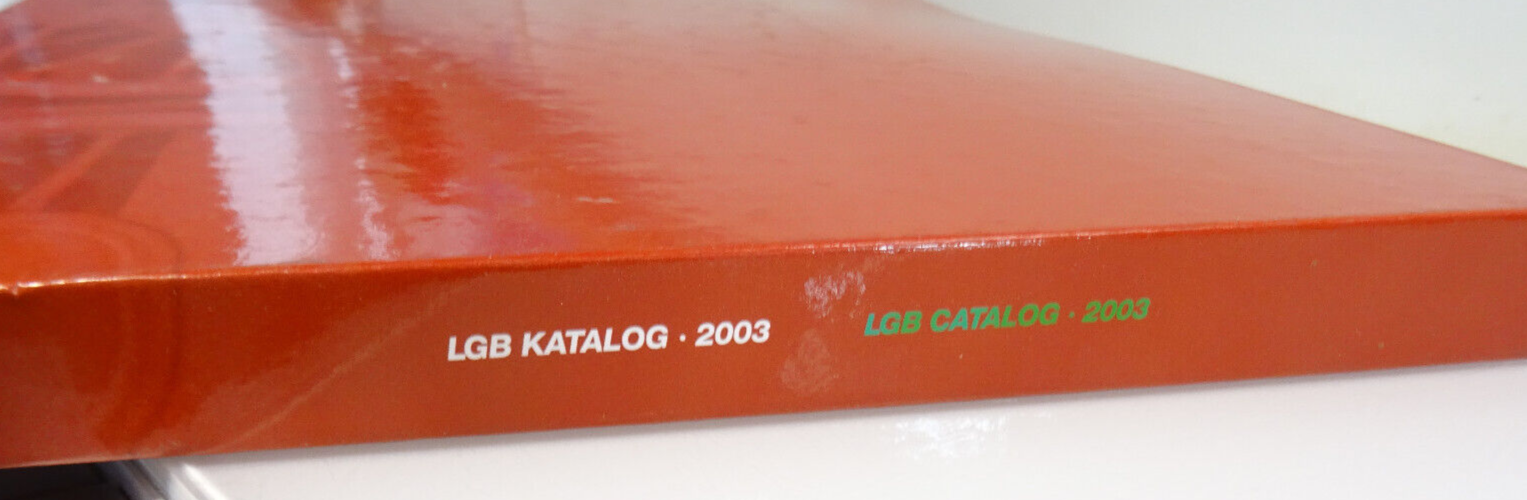 LGB KATALOG · 2003
LGB CATALOG · 2003